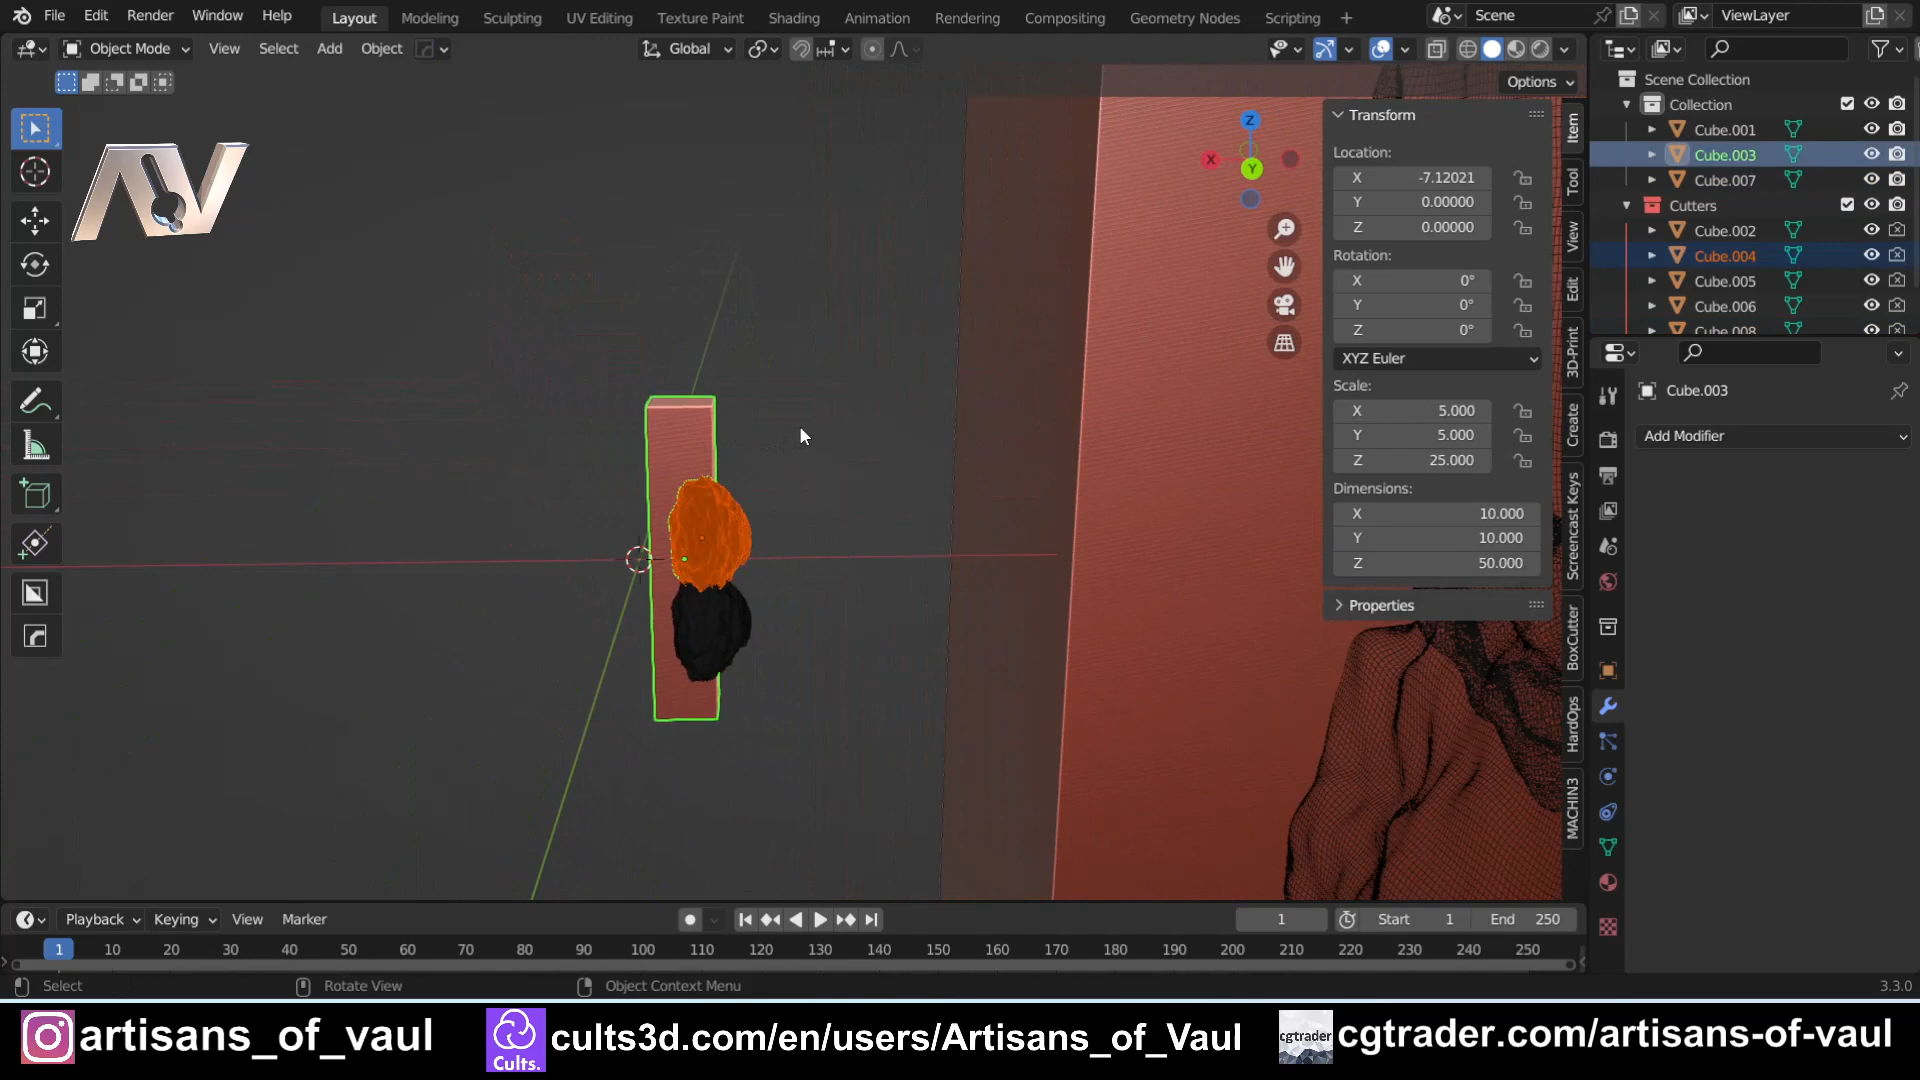 File Edit Render Window Help Layout Modeling Sculpting UV Editing Texture Paint Shading Animation Rendering Compositing Geometry Nodes Scripting Scene ViewLayer
Object Mode View Select Add Object Global
Options
Transform
Location:
X -7.12021
Y 0.00000
Z 0.00000
Rotation:
X 0°
Y 0°
Z 0°
XYZ Euler
Scale:
X 5.000
Y 5.000
Z 25.000
Dimensions:
X 10.000
Y 10.000
Z 50.000
Properties
Item
Tool
View
Edit
3D-Print
Create
Screencast Keys
BoxCutter
HardOps
MACHIN3
Z
X
Y
AV
Scene Collection
Collection
Cube.001
Cube.003
Cube.007
Cutters
Cube.002
Cube.004
Cube.005
Cube.006
Cube.008
Cube.003
Add Modifier
Playback Keying View Marker 1 Start 1 End 250
1 10 20 30 40 50 60 70 80 90 100 110 120 130 140 150 160 170 180 190 200 210 220 230 240 250
Select Rotate View Object Context Menu 3.3.0
artisans_of_vaul Cults. cults3d.com/en/users/Artisans_of_Vaul cgtrader cgtrader.com/artisans-of-vaul